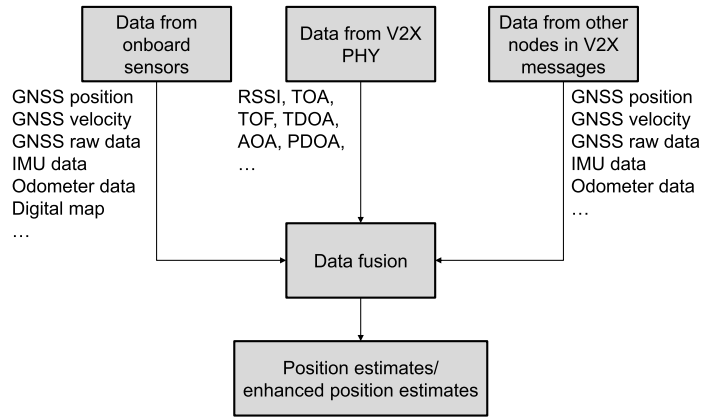 Data from
onboard
sensors
Data from V2X
PHY
Data from other
nodes in V2X
messages
GNSS position
GNSS velocity
GNSS raw data
IMU data
Odometer data
Digital map
…
RSSI, TOA,
TOF, TDOA,
AOA, PDOA,
…
GNSS position
GNSS velocity
GNSS raw data
IMU data
Odometer data
…
Data fusion
Position estimates/
enhanced position estimates